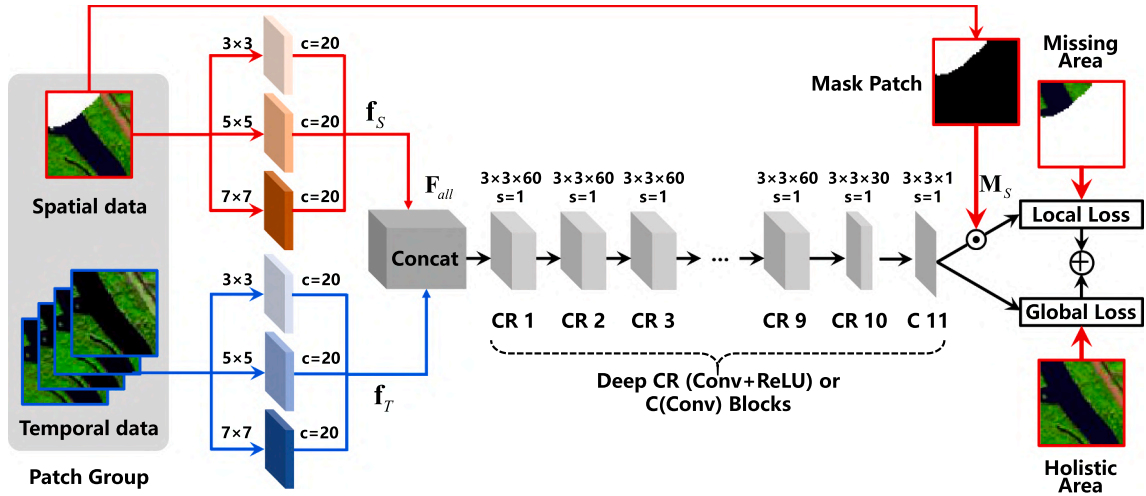 3×3
c=20
5×5
c=20
7×7
c=20
f_S
Spatial data
Temporal data
Patch Group
3×3
c=20
5×5
c=20
7×7
c=20
f_T
F_all
Concat
3×3×60
s=1
3×3×60
s=1
3×3×60
s=1
...
3×3×60
s=1
3×3×30
s=1
3×3×1
s=1
CR 1
CR 2
CR 3
CR 9
CR 10
C 11
Deep CR (Conv+ReLU) or
C(Conv) Blocks
Mask Patch
Missing
Area
M_S
Local Loss
Global Loss
Holistic
Area